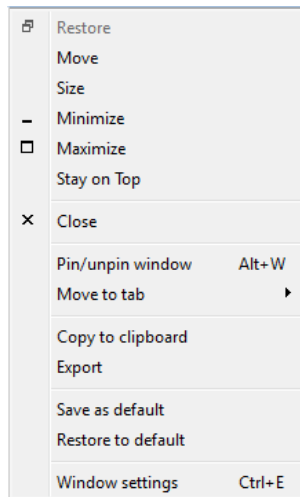 Restore
Move
Size
Minimize
Maximize
Stay on Top
Close
Pin/unpin window Alt+W
Move to tab
Copy to clipboard
Export
Save as default
Restore to default
Window settings Ctrl+E